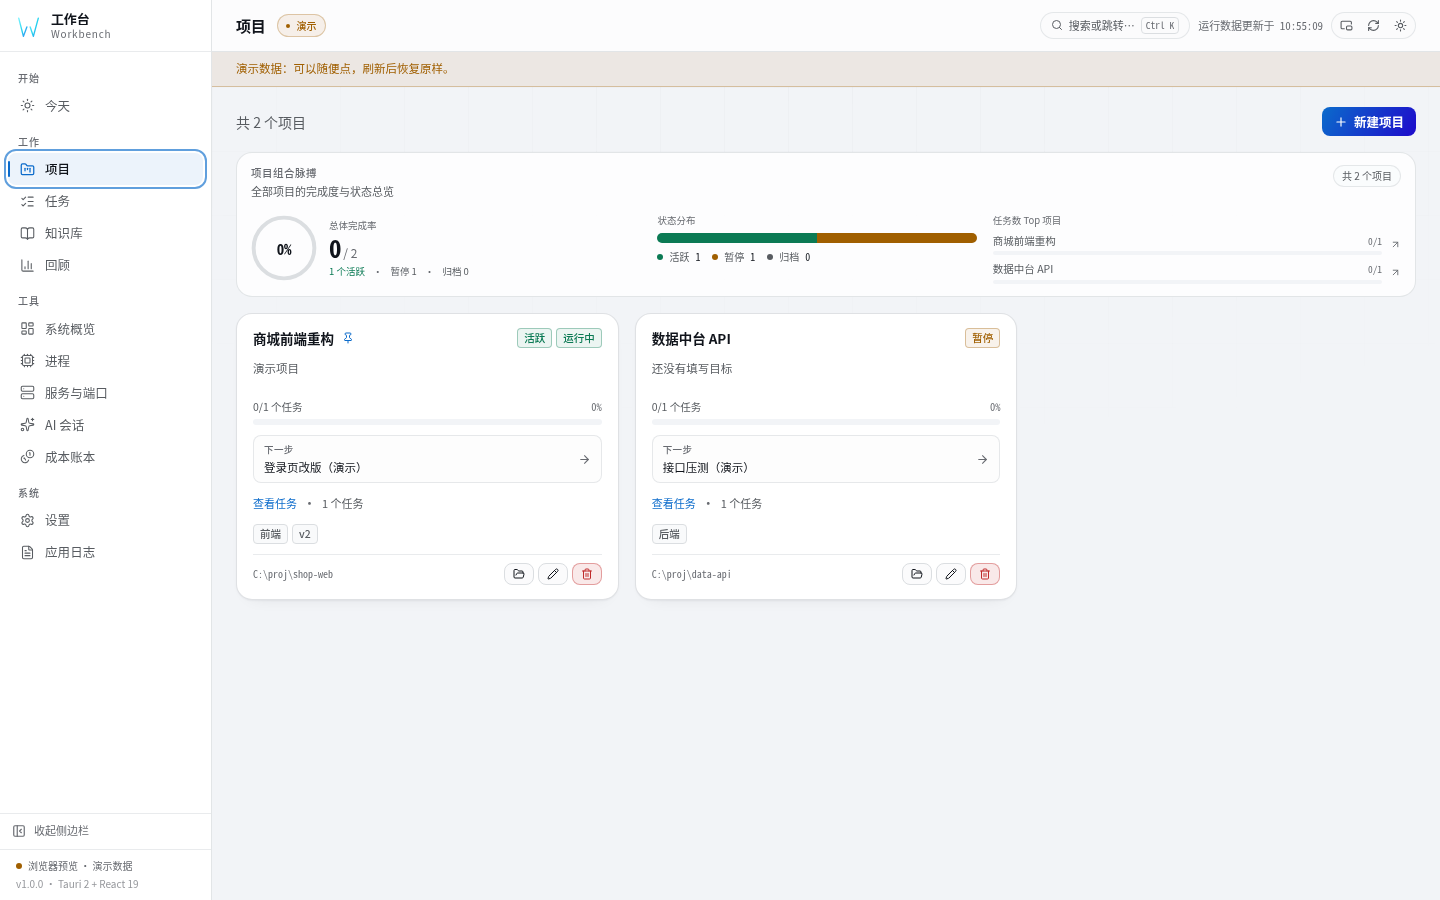 工作台
Workbench
开始
今天
工作
项目
任务
知识库
回顾
工具
系统概览
进程
服务与端口
AI 会话
成本账本
系统
设置
应用日志
收起侧边栏
浏览器预览 · 演示数据
v1.0.0 · Tauri 2 + React 19
项目
演示
搜索或跳转… Ctrl K
运行数据更新于 10:55:09
演示数据：可以随便点，刷新后恢复原样。
共 2 个项目
新建项目
项目组合脉搏
全部项目的完成度与状态总览
共 2 个项目
0%
总体完成率
0 / 2
1 个活跃 · 暂停 1 · 归档 0
状态分布
活跃 1 暂停 1 归档 0
任务数 Top 项目
商城前端重构 0/1
数据中台 API 0/1
商城前端重构 活跃 运行中
演示项目
0/1 个任务 0%
下一步
登录页改版（演示）
查看任务 · 1 个任务
前端 v2
C:\proj\shop-web
数据中台 API 暂停
还没有填写目标
0/1 个任务 0%
下一步
接口压测（演示）
查看任务 · 1 个任务
后端
C:\proj\data-api